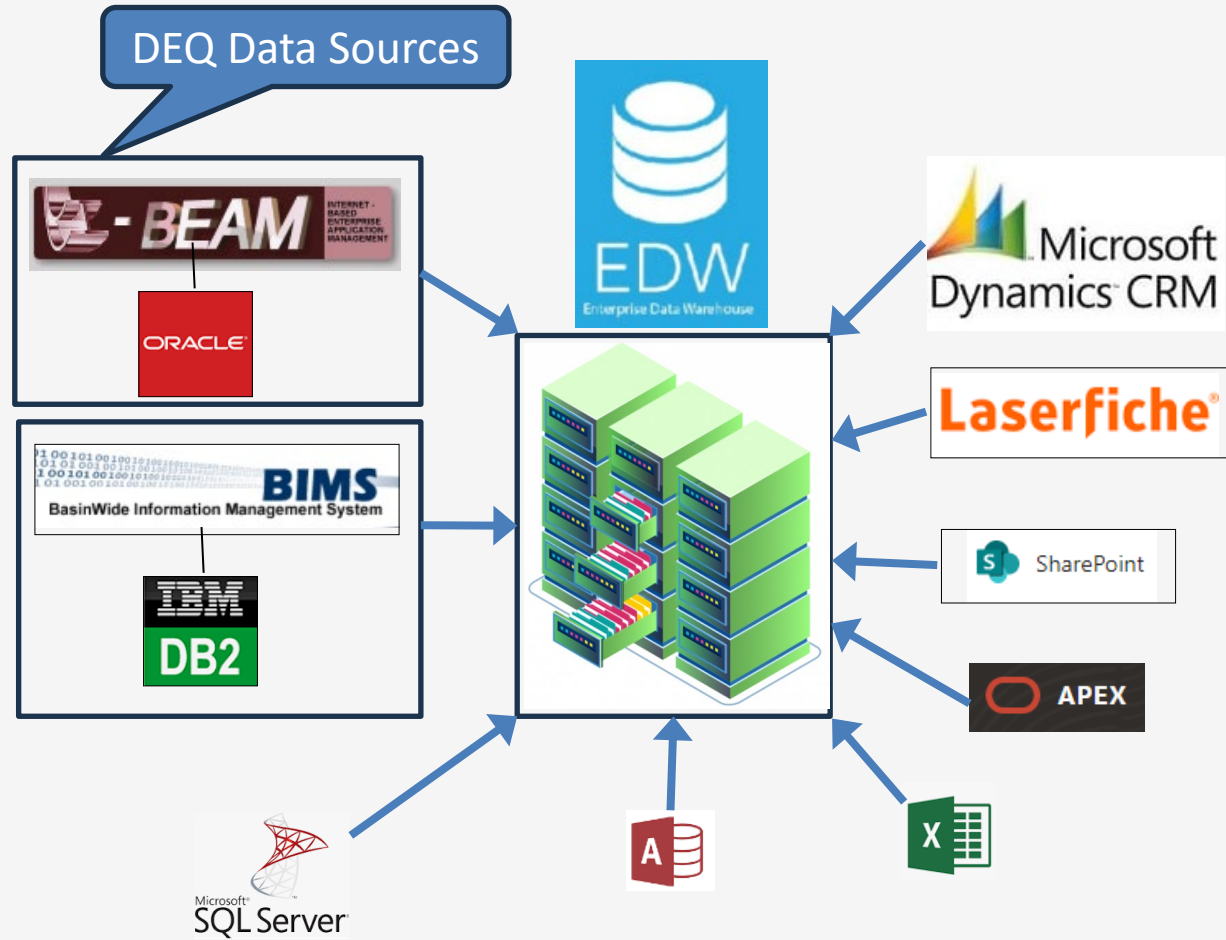 DEQ Data Sources
EDW
Enterprise Data Warehouse
- BEAM
INTERNET -
BASED
ENTERPRISE
APPLICATION
MANAGEMENT
ORACLE
BIMS
BasinWide Information Management System
IBM
DB2
Microsoft
Dynamics CRM
Laserfiche®
S
SharePoint
APEX
Microsoft®
SQL Server
A
X